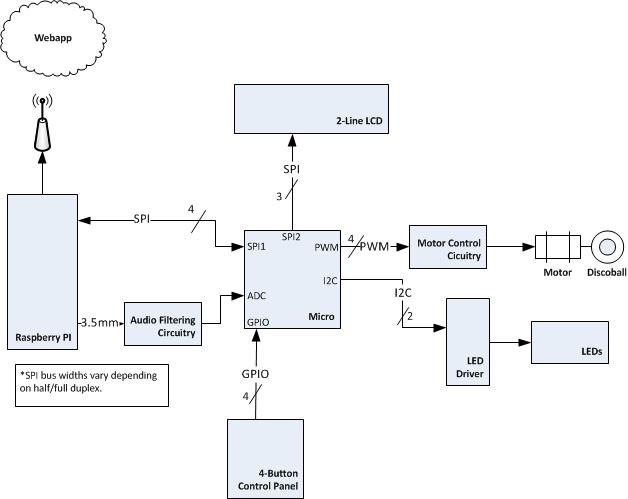 Webapp
2-Line LCD
SPI
3
4
SPI
SPI2
SPI1
PWM
4
PWM
Motor Control
Cicuitry
Motor
Discoball
I2C
I2C
2
ADC
GPIO
Micro
Raspberry PI
3.5mm
Audio Filtering
Circuitry
LED
Driver
LEDs
*SPI bus widths vary depending
on half/full duplex.
GPIO
4
4-Button
Control Panel